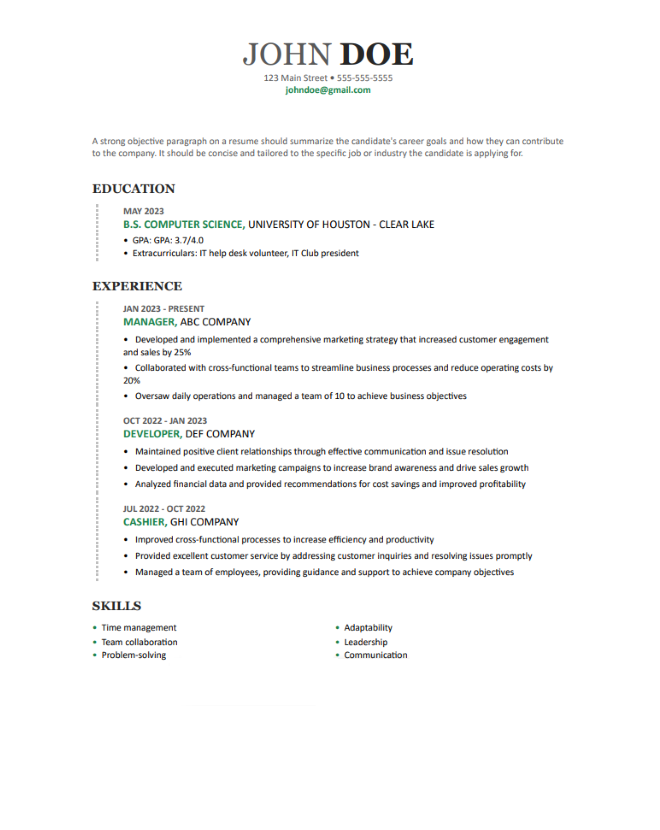 JOHN DOE
123 Main Street • 555-555-5555
johndoe@gmail.com
A strong objective paragraph on a resume should summarize the candidate's career goals and how they can contribute
to the company. It should be concise and tailored to the specific job or industry the candidate is applying for.
EDUCATION
MAY 2023
B.S. COMPUTER SCIENCE, UNIVERSITY OF HOUSTON - CLEAR LAKE
• GPA: GPA: 3.7/4.0
• Extracurriculars: IT help desk volunteer, IT Club president
EXPERIENCE
JAN 2023 - PRESENT
MANAGER, ABC COMPANY
• Developed and implemented a comprehensive marketing strategy that increased customer engagement
and sales by 25%
• Collaborated with cross-functional teams to streamline business processes and reduce operating costs by
20%
• Oversaw daily operations and managed a team of 10 to achieve business objectives
OCT 2022 - JAN 2023
DEVELOPER, DEF COMPANY
• Maintained positive client relationships through effective communication and issue resolution
• Developed and executed marketing campaigns to increase brand awareness and drive sales growth
• Analyzed financial data and provided recommendations for cost savings and improved profitability
JUL 2022 - OCT 2022
CASHIER, GHI COMPANY
• Improved cross-functional processes to increase efficiency and productivity
• Provided excellent customer service by addressing customer inquiries and resolving issues promptly
• Managed a team of employees, providing guidance and support to achieve company objectives
SKILLS
• Time management
• Team collaboration
• Problem-solving
• Adaptability
• Leadership
• Communication